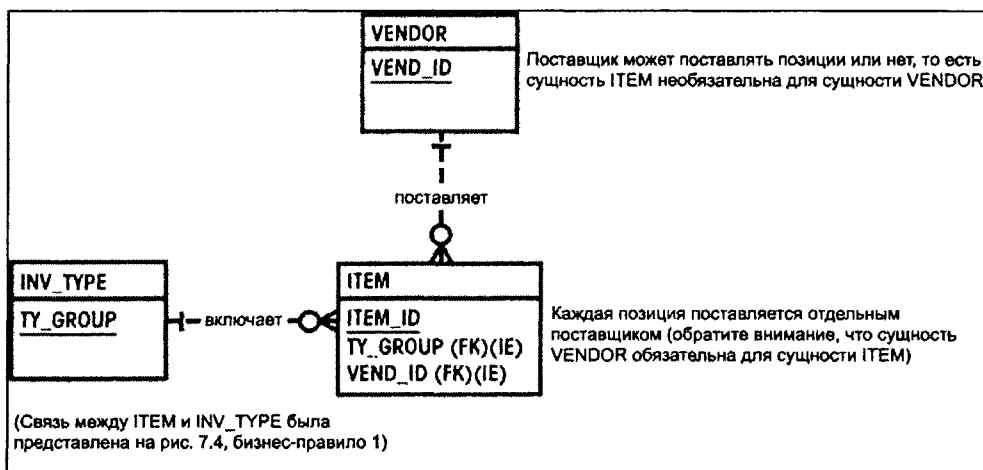 VENDOR
VEND_ID
Поставщик может поставлять позиции или нет, то есть
сущность ITEM необязательна для сущности VENDOR
поставляет
INV_TYPE
TY_GROUP
включает
ITEM
ITEM_ID
TY_GROUP (FK)(IE)
VEND_ID (FK)(IE)
Каждая позиция поставляется отдельным
поставщиком (обратите внимание, что сущность
VENDOR обязательна для сущности ITEM)
(Связь между ITEM и INV_TYPE была
представлена на рис. 7.4, бизнес-правило 1)